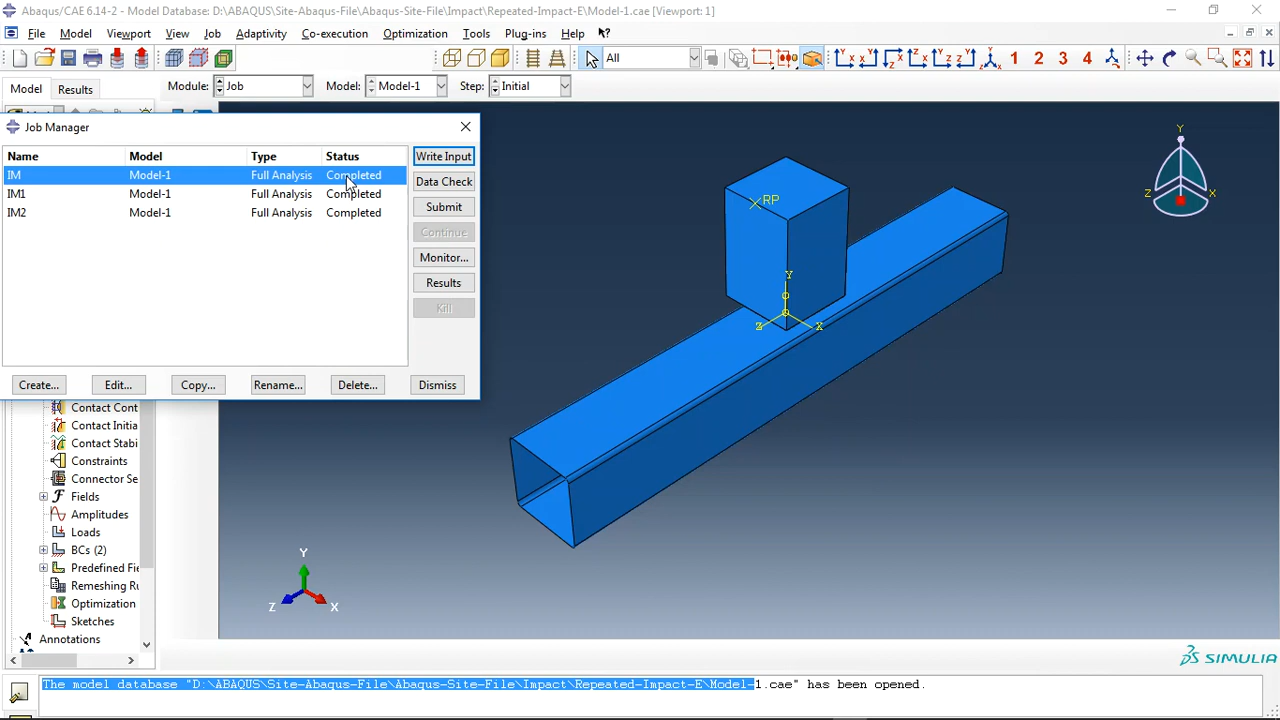 Abaqus/CAE 6.14-2 - Model Database: D:\ABAQUS\Site-Abaqus-File\Abaqus-Site-File\Impact\Repeated-Impact-E\Model-1.cae [Viewport: 1]
File Model Viewport View Job Adaptivity Co-execution Optimization Tools Plug-ins Help
All
1 2 3 4
Model Results Module: Job Model: Model-1 Step: Initial
Job Manager
Name Model Type Status
IM Model-1 Full Analysis Completed
IM1 Model-1 Full Analysis Completed
IM2 Model-1 Full Analysis Completed
Write Input
Data Check
Submit
Continue
Monitor...
Results
Kill
Create... Edit... Copy... Rename... Delete... Dismiss
Contact Cont
Contact Initia
Contact Stabi
Constraints
Connector Se
Fields
Amplitudes
Loads
BCs (2)
Predefined Fie
Remeshing Ru
Optimization
Sketches
Annotations
RP
Y
Z X
Y
Z X
Y
Z X
SIMULIA
The model database "D:\ABAQUS\Site-Abaqus-File\Abaqus-Site-File\Impact\Repeated-Impact-E\Model-1.cae" has been opened.